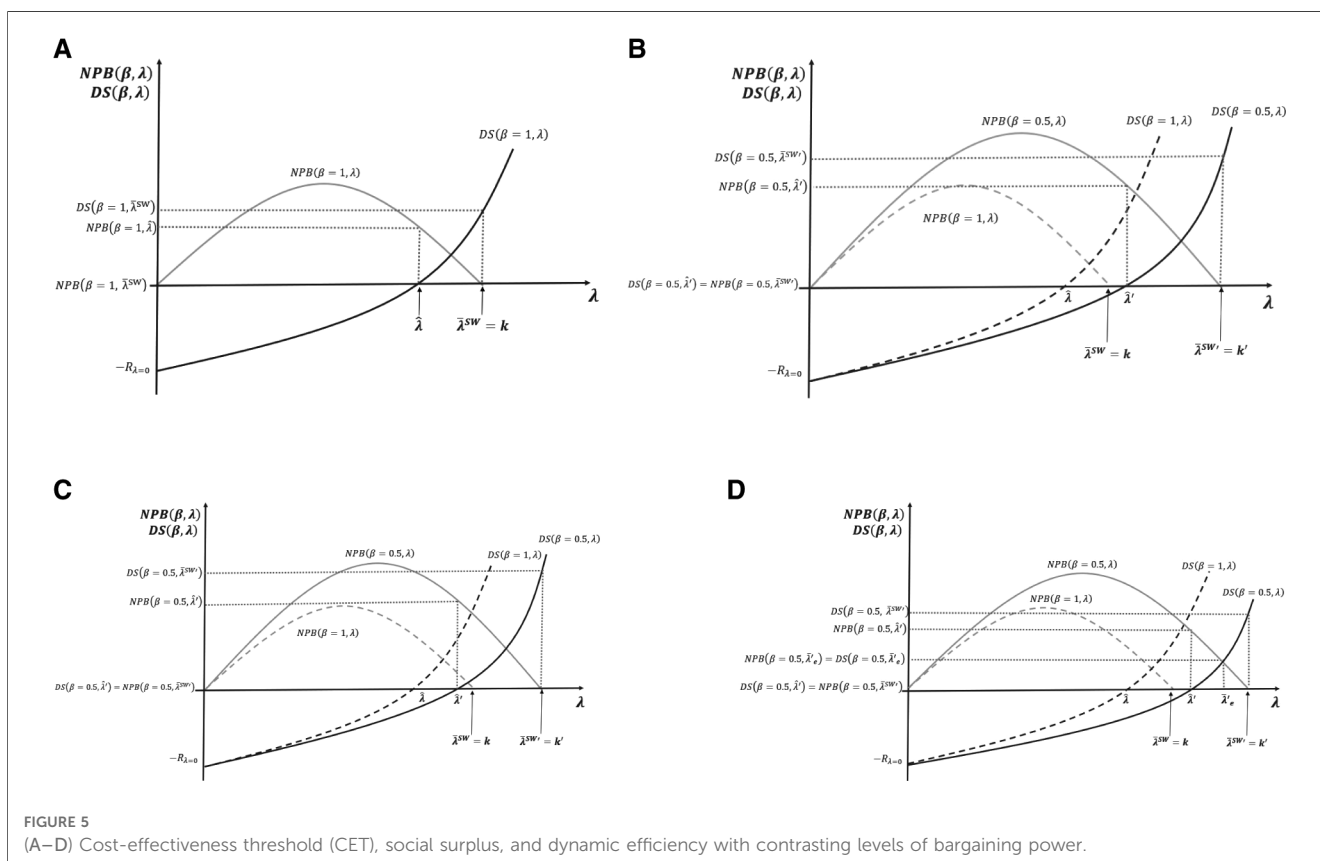 A
NPB(β, λ)
DS(β, λ)
DS(β = 1, λ)
NPB(β = 1, λ)
DS(β = 1, λ̄^SW)
NPB(β = 1, λ̂)
NPB(β = 1, λ̄^SW)
λ
λ̂
λ̄^SW = k
−R_λ=0
B
NPB(β, λ)
DS(β, λ)
NPB(β = 0.5, λ)
DS(β = 1, λ)
DS(β = 0.5, λ)
DS(β = 0.5, λ̄^SW′)
NPB(β = 0.5, λ̂′)
NPB(β = 1, λ)
DS(β = 0.5, λ̂′) = NPB(β = 0.5, λ̄^SW′)
λ̂
λ̂′
λ
λ̄^SW = k
λ̄^SW′ = k′
−R_λ=0
C
NPB(β, λ)
DS(β, λ)
NPB(β = 0.5, λ)
DS(β = 1, λ)
DS(β = 0.5, λ)
DS(β = 0.5, λ̄^SW′)
NPB(β = 0.5, λ̂′)
NPB(β = 1, λ)
DS(β = 0.5, λ̂′) = NPB(β = 0.5, λ̄^SW′)
λ̂
λ̂′
λ
λ̄^SW = k
λ̄^SW′ = k′
−R_λ=0
D
NPB(β, λ)
DS(β, λ)
NPB(β = 0.5, λ)
DS(β = 1, λ)
NPB(β = 1, λ)
DS(β = 0.5, λ)
DS(β = 0.5, λ̄^SW′)
NPB(β = 0.5, λ̂′)
NPB(β = 0.5, λ̄′_e) = DS(β = 0.5, λ̄′_e)
DS(β = 0.5, λ̂′) = NPB(β = 0.5, λ̄^SW′)
λ̂
λ̂′
λ̄′_e
λ
λ̄^SW = k
λ̄^SW′ = k′
−R_λ=0
FIGURE 5
(A–D) Cost-effectiveness threshold (CET), social surplus, and dynamic efficiency with contrasting levels of bargaining power.